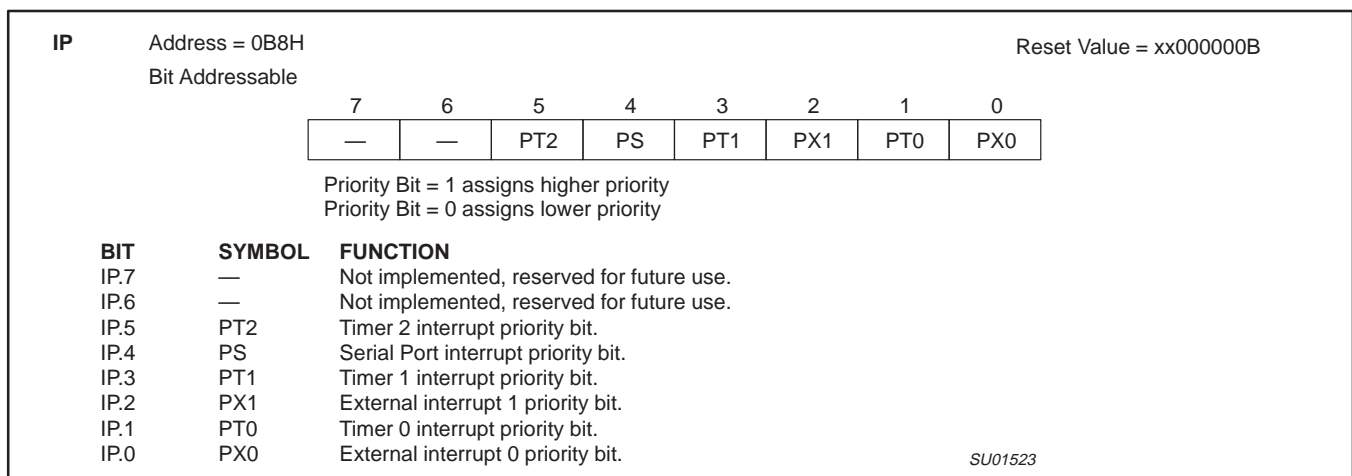 IP Address = 0B8H Reset Value = xx000000B
Bit Addressable
7 6 5 4 3 2 1 0
— — PT2 PS PT1 PX1 PT0 PX0
Priority Bit = 1 assigns higher priority
Priority Bit = 0 assigns lower priority
BIT SYMBOL FUNCTION
IP.7 — Not implemented, reserved for future use.
IP.6 — Not implemented, reserved for future use.
IP.5 PT2 Timer 2 interrupt priority bit.
IP.4 PS Serial Port interrupt priority bit.
IP.3 PT1 Timer 1 interrupt priority bit.
IP.2 PX1 External interrupt 1 priority bit.
IP.1 PT0 Timer 0 interrupt priority bit.
IP.0 PX0 External interrupt 0 priority bit.
SU01523